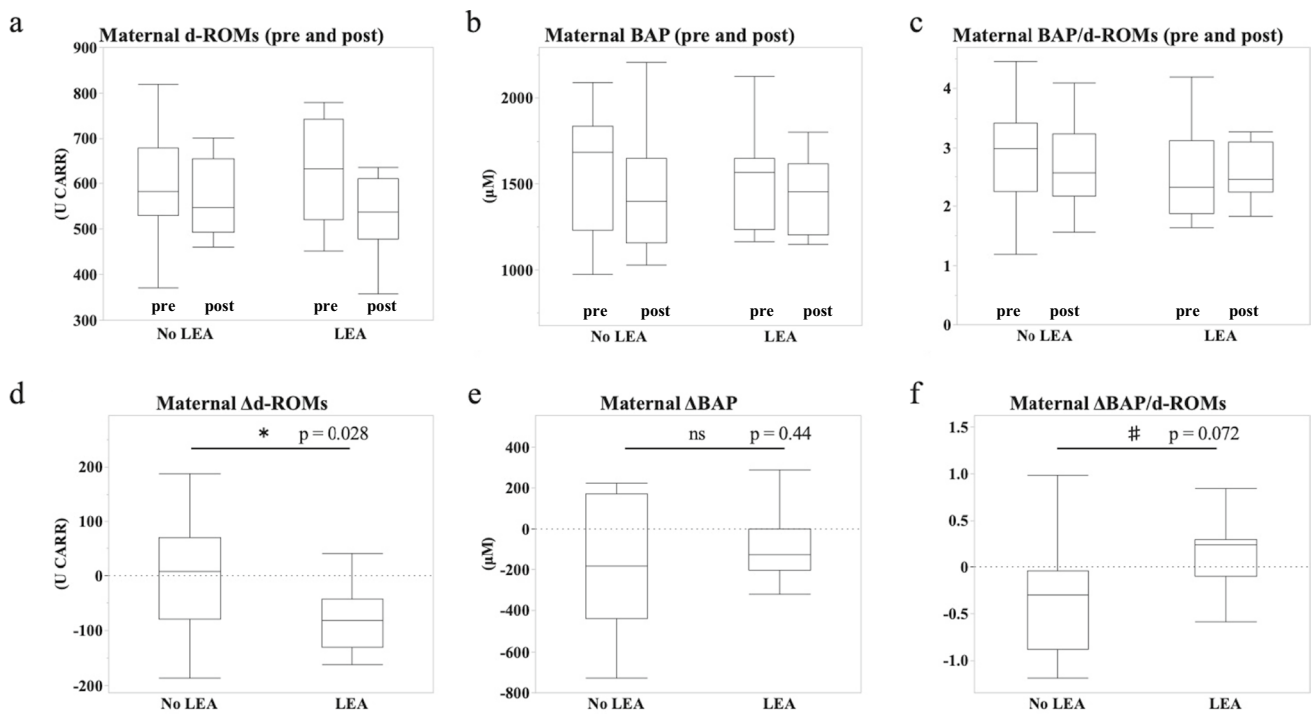 a
Maternal d-ROMs (pre and post)
900
800
700
600
500
400
300
(U CARR)
pre post pre post
No LEA LEA
b
Maternal BAP (pre and post)
2000
1500
1000
(µM)
pre post pre post
No LEA LEA
c
Maternal BAP/d-ROMs (pre and post)
4
3
2
1
0
pre post pre post
No LEA LEA
d
Maternal Δd-ROMs
* p = 0.028
200
100
0
-100
-200
(U CARR)
No LEA LEA
e
Maternal ΔBAP
ns p = 0.44
400
200
0
-200
-400
-600
-800
(µM)
No LEA LEA
f
Maternal ΔBAP/d-ROMs
# p = 0.072
1.5
1.0
0.5
0
-0.5
-1.0
No LEA LEA